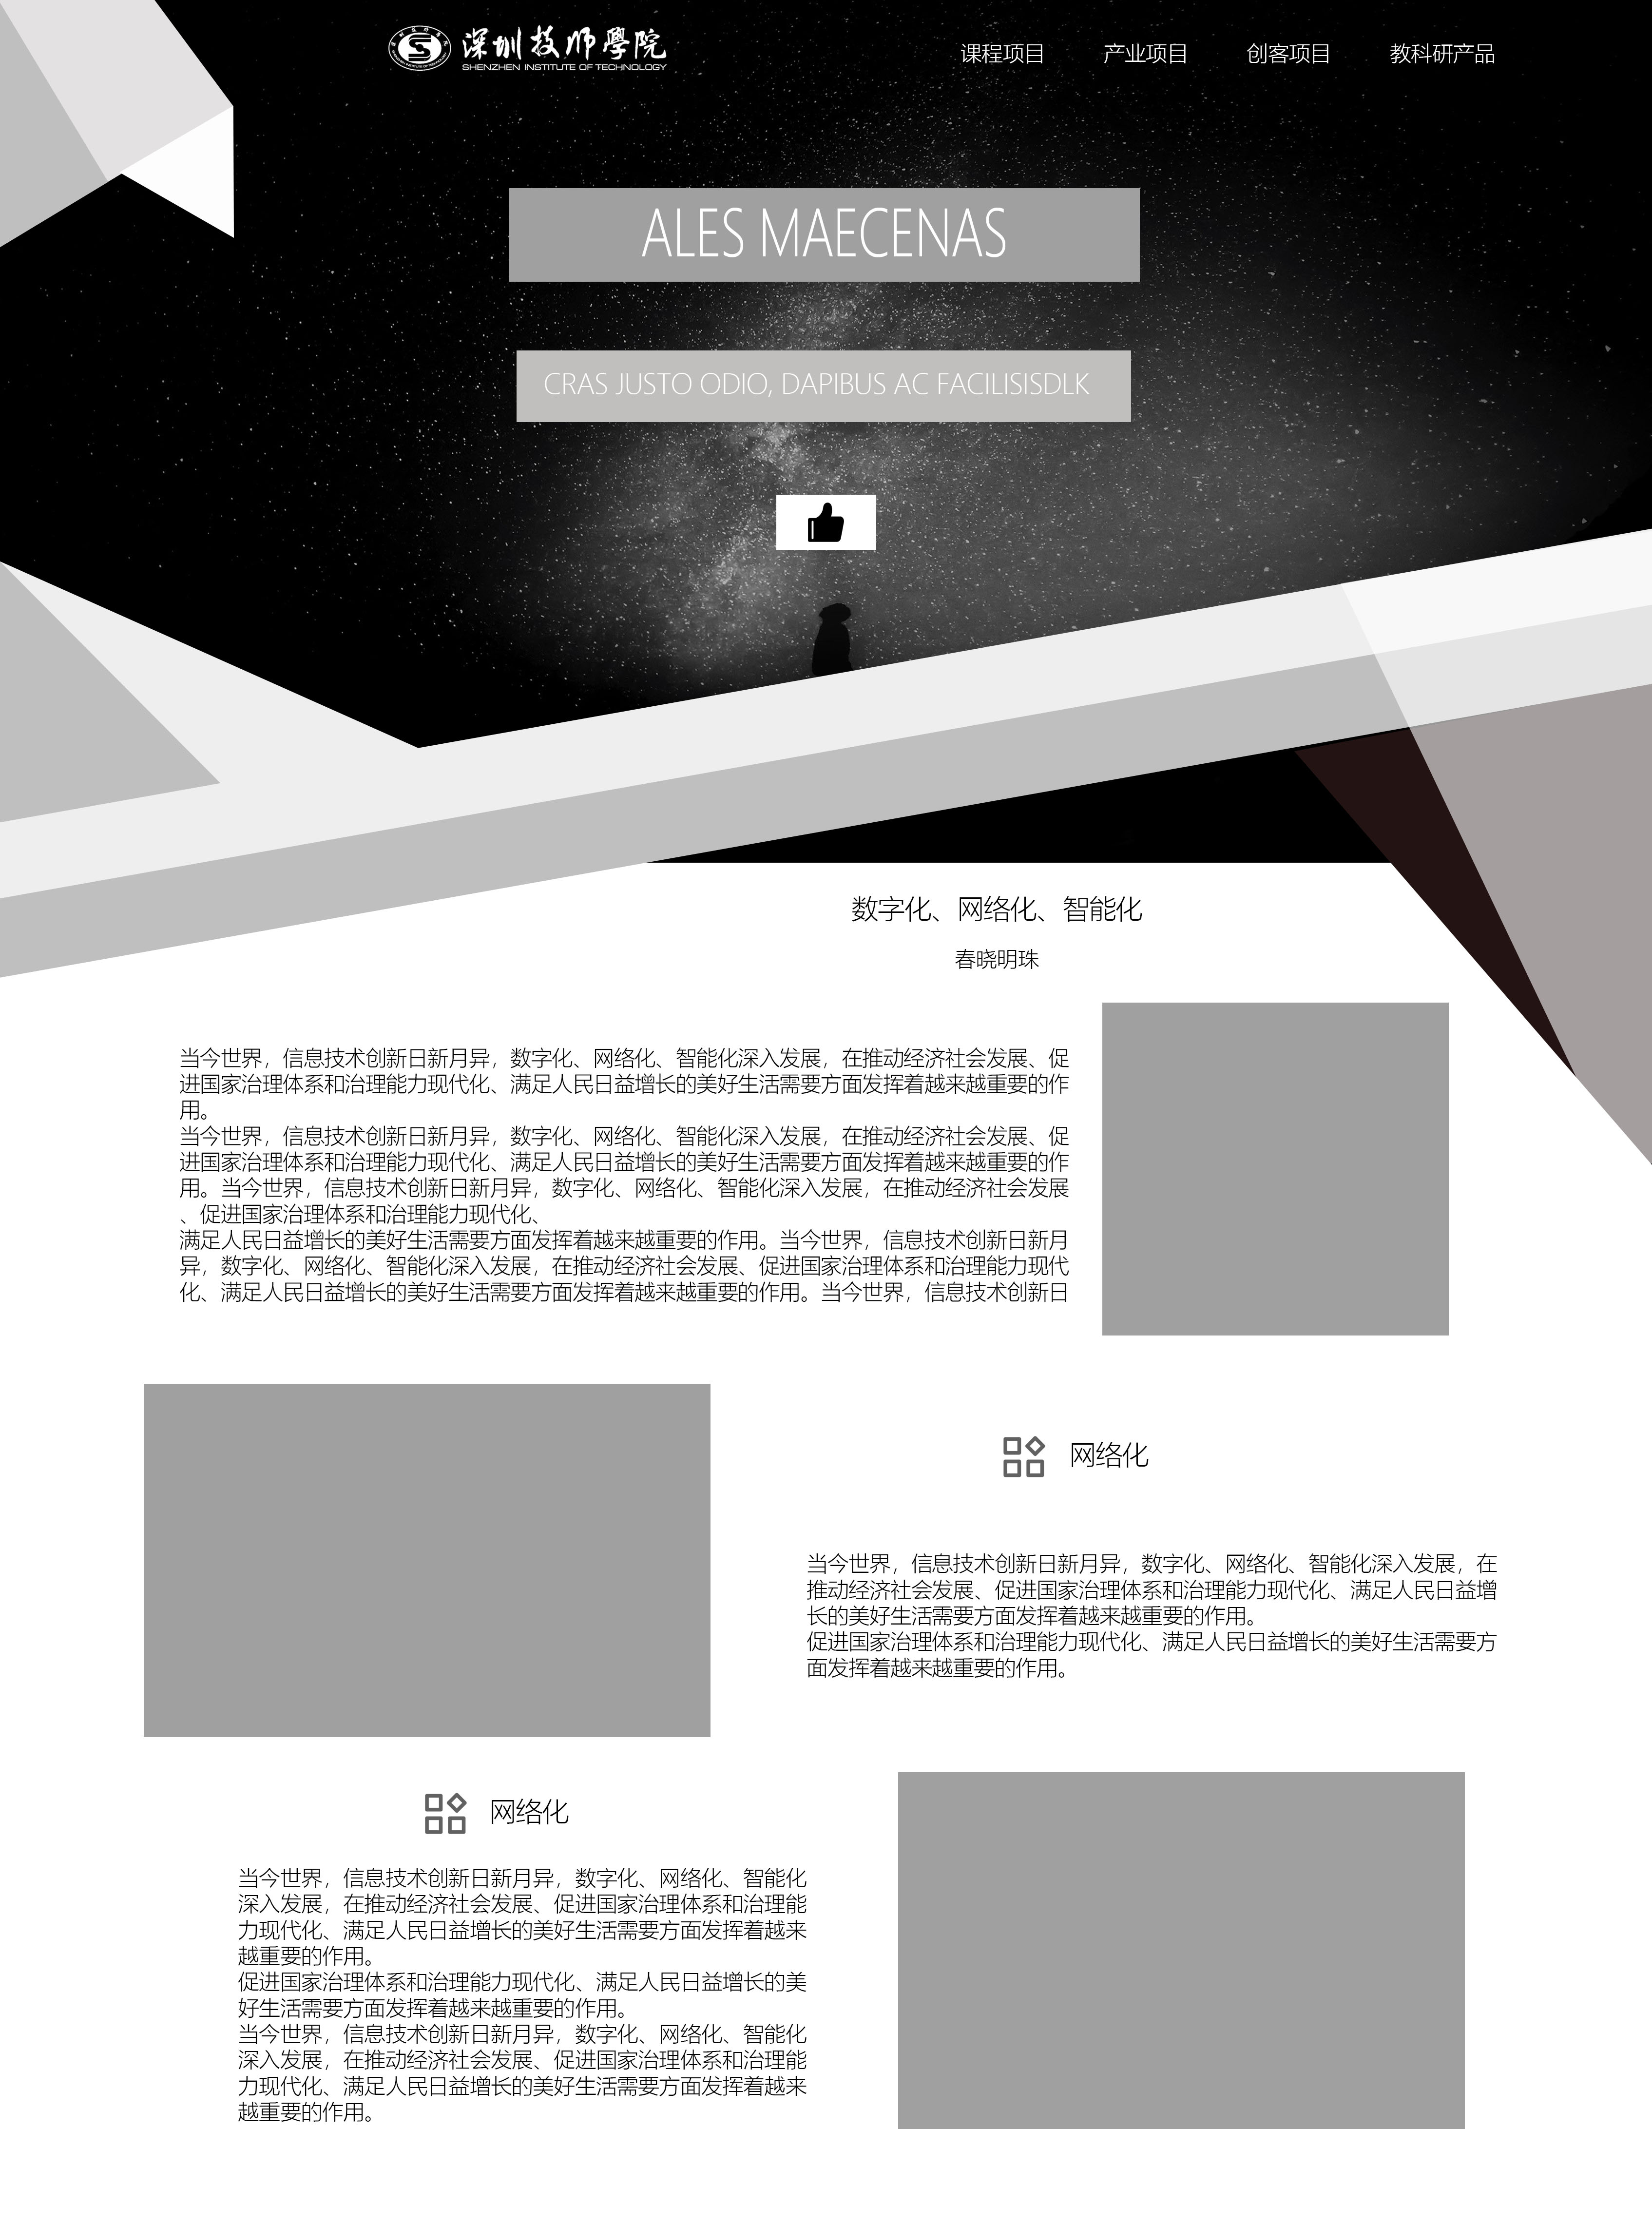 深圳技师學院
SHENZHEN INSTITUTE OF TECHNOLOGY
课程项目 产业项目 创客项目 教科研产品
ALES MAECENAS
CRAS JUSTO ODIO, DAPIBUS AC FACILISISDLK
数字化、网络化、智能化
春晓明珠
当今世界，信息技术创新日新月异，数字化、网络化、智能化深入发展，在推动经济社会发展、促
进国家治理体系和治理能力现代化、满足人民日益增长的美好生活需要方面发挥着越来越重要的作
用。
当今世界，信息技术创新日新月异，数字化、网络化、智能化深入发展，在推动经济社会发展、促
进国家治理体系和治理能力现代化、满足人民日益增长的美好生活需要方面发挥着越来越重要的作
用。当今世界，信息技术创新日新月异，数字化、网络化、智能化深入发展，在推动经济社会发展
、促进国家治理体系和治理能力现代化、
满足人民日益增长的美好生活需要方面发挥着越来越重要的作用。当今世界，信息技术创新日新月
异，数字化、网络化、智能化深入发展，在推动经济社会发展、促进国家治理体系和治理能力现代
化、满足人民日益增长的美好生活需要方面发挥着越来越重要的作用。当今世界，信息技术创新日
网络化
当今世界，信息技术创新日新月异，数字化、网络化、智能化深入发展，在
推动经济社会发展、促进国家治理体系和治理能力现代化、满足人民日益增
长的美好生活需要方面发挥着越来越重要的作用。
促进国家治理体系和治理能力现代化、满足人民日益增长的美好生活需要方
面发挥着越来越重要的作用。
网络化
当今世界，信息技术创新日新月异，数字化、网络化、智能化
深入发展，在推动经济社会发展、促进国家治理体系和治理能
力现代化、满足人民日益增长的美好生活需要方面发挥着越来
越重要的作用。
促进国家治理体系和治理能力现代化、满足人民日益增长的美
好生活需要方面发挥着越来越重要的作用。
当今世界，信息技术创新日新月异，数字化、网络化、智能化
深入发展，在推动经济社会发展、促进国家治理体系和治理能
力现代化、满足人民日益增长的美好生活需要方面发挥着越来
越重要的作用。